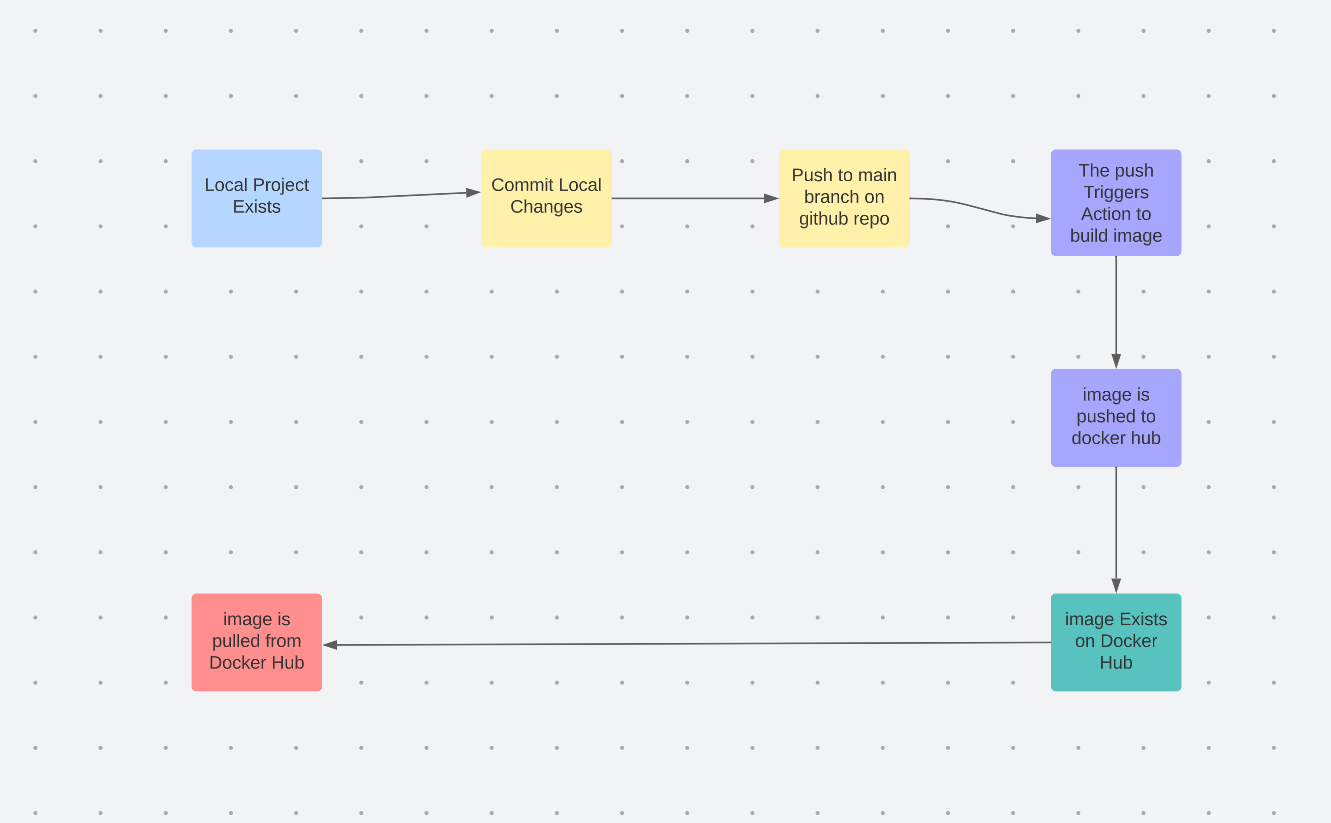 Local Project
Exists
Commit Local
Changes
Push to main
branch on
github repo
The push
Triggers
Action to
build image
image is
pushed to
docker hub
image Exists
on Docker
Hub
image is
pulled from
Docker Hub